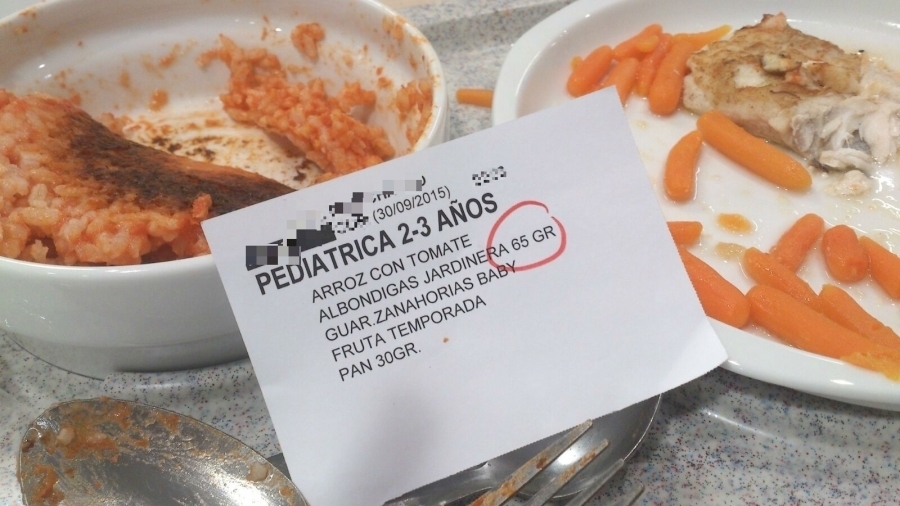 (30/09/2015)
PEDIATRICA 2-3 AÑOS
ARROZ CON TOMATE
ALBONDIGAS JARDINERA 65 GR
GUAR.ZANAHORIAS BABY
FRUTA TEMPORADA
PAN 30GR.